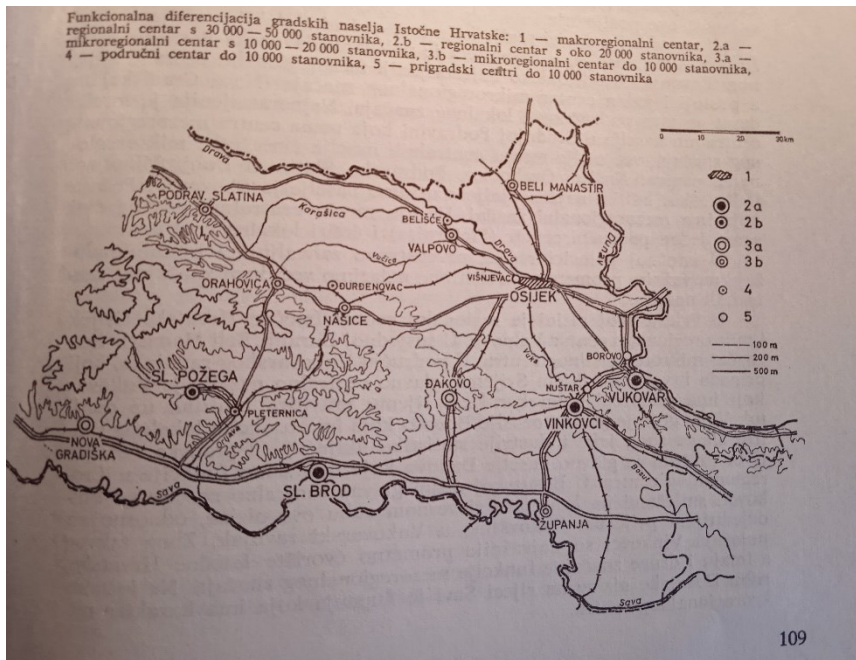 Funkcionalna diferencijacija gradskih naselja Istočne Hrvatske: 1 — makroregionalni centar, 2.a —
regionalni centar s 30 000 — 50 000 stanovnika, 2.b — regionalni centar s oko 20 000 stanovnika, 3.a —
mikroregionalni centar s 10 000 — 20 000 stanovnika, 3.b — mikroregionalni centar do 10 000 stanovnika,
4 — područni centar do 10 000 stanovnika, 5 — prigradski centri do 10 000 stanovnika
0 10 20 30km
Drava
BELI MANASTIR
1
PODRAV. SLATINA
2a
Karašica
BELIŠĆE
2b
Drava
VALPOVO
Dunav
3a
Vučica
3b
VIŠNJEVAC
ORAHOVICA
ĐURĐENOVAC
OSIJEK
4
NAŠICE
5
100 m
Vuka
BOROVO
200 m
500 m
SL. POŽEGA
ĐAKOVO
NUŠTAR
VUKOVAR
PLETERNICA
VINKOVCI
NOVA
GRADIŠKA
Orljava
Sava
SL. BROD
Bosut
ŽUPANJA
Sava
109